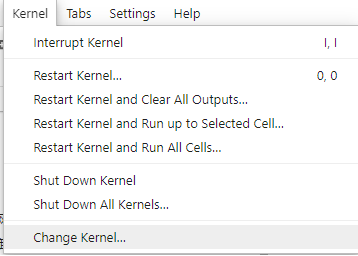 Kernel Tabs Settings Help
Interrupt Kernel I, I
Restart Kernel... 0, 0
Restart Kernel and Clear All Outputs...
Restart Kernel and Run up to Selected Cell...
Restart Kernel and Run All Cells...
Shut Down Kernel
Shut Down All Kernels...
Change Kernel...